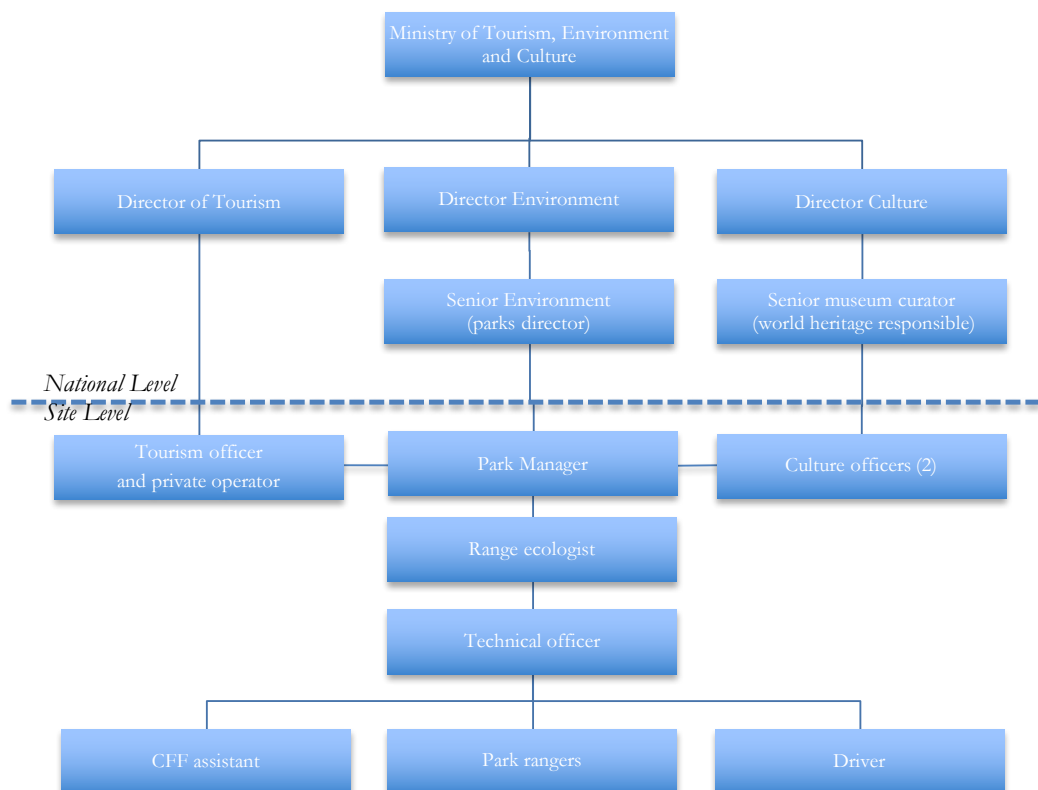 Ministry of Tourism, Environment
and Culture
Director of Tourism
Director Environment
Director Culture
Senior Environment
(parks director)
Senior museum curator
(world heritage responsible)
National Level
Site Level
Tourism officer
and private operator
Park Manager
Culture officers (2)
Range ecologist
Technical officer
CFF assistant
Park rangers
Driver